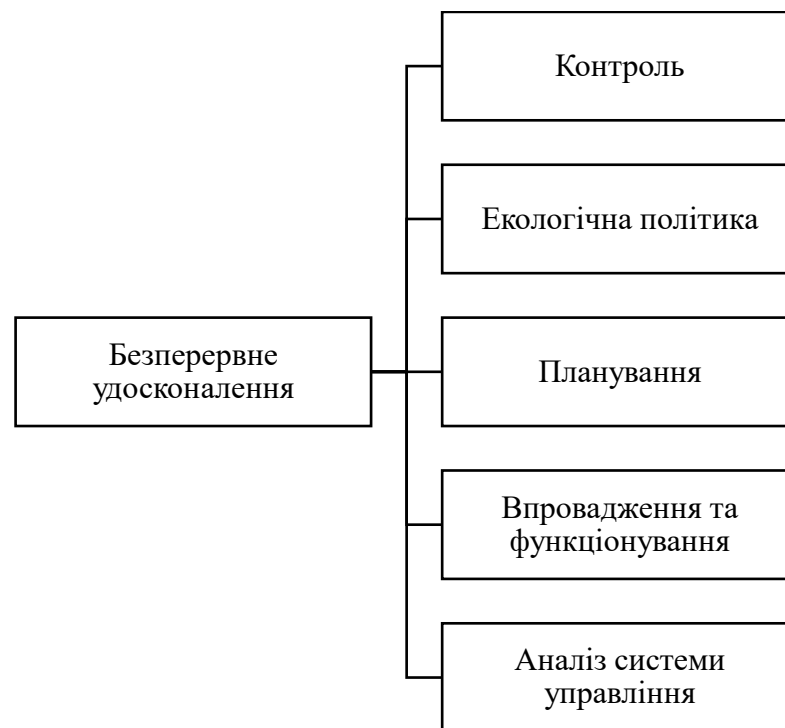 Контроль
Екологічна політика
Безперервне
удосконалення
Планування
Впровадження та
функціонування
Аналіз системи
управління